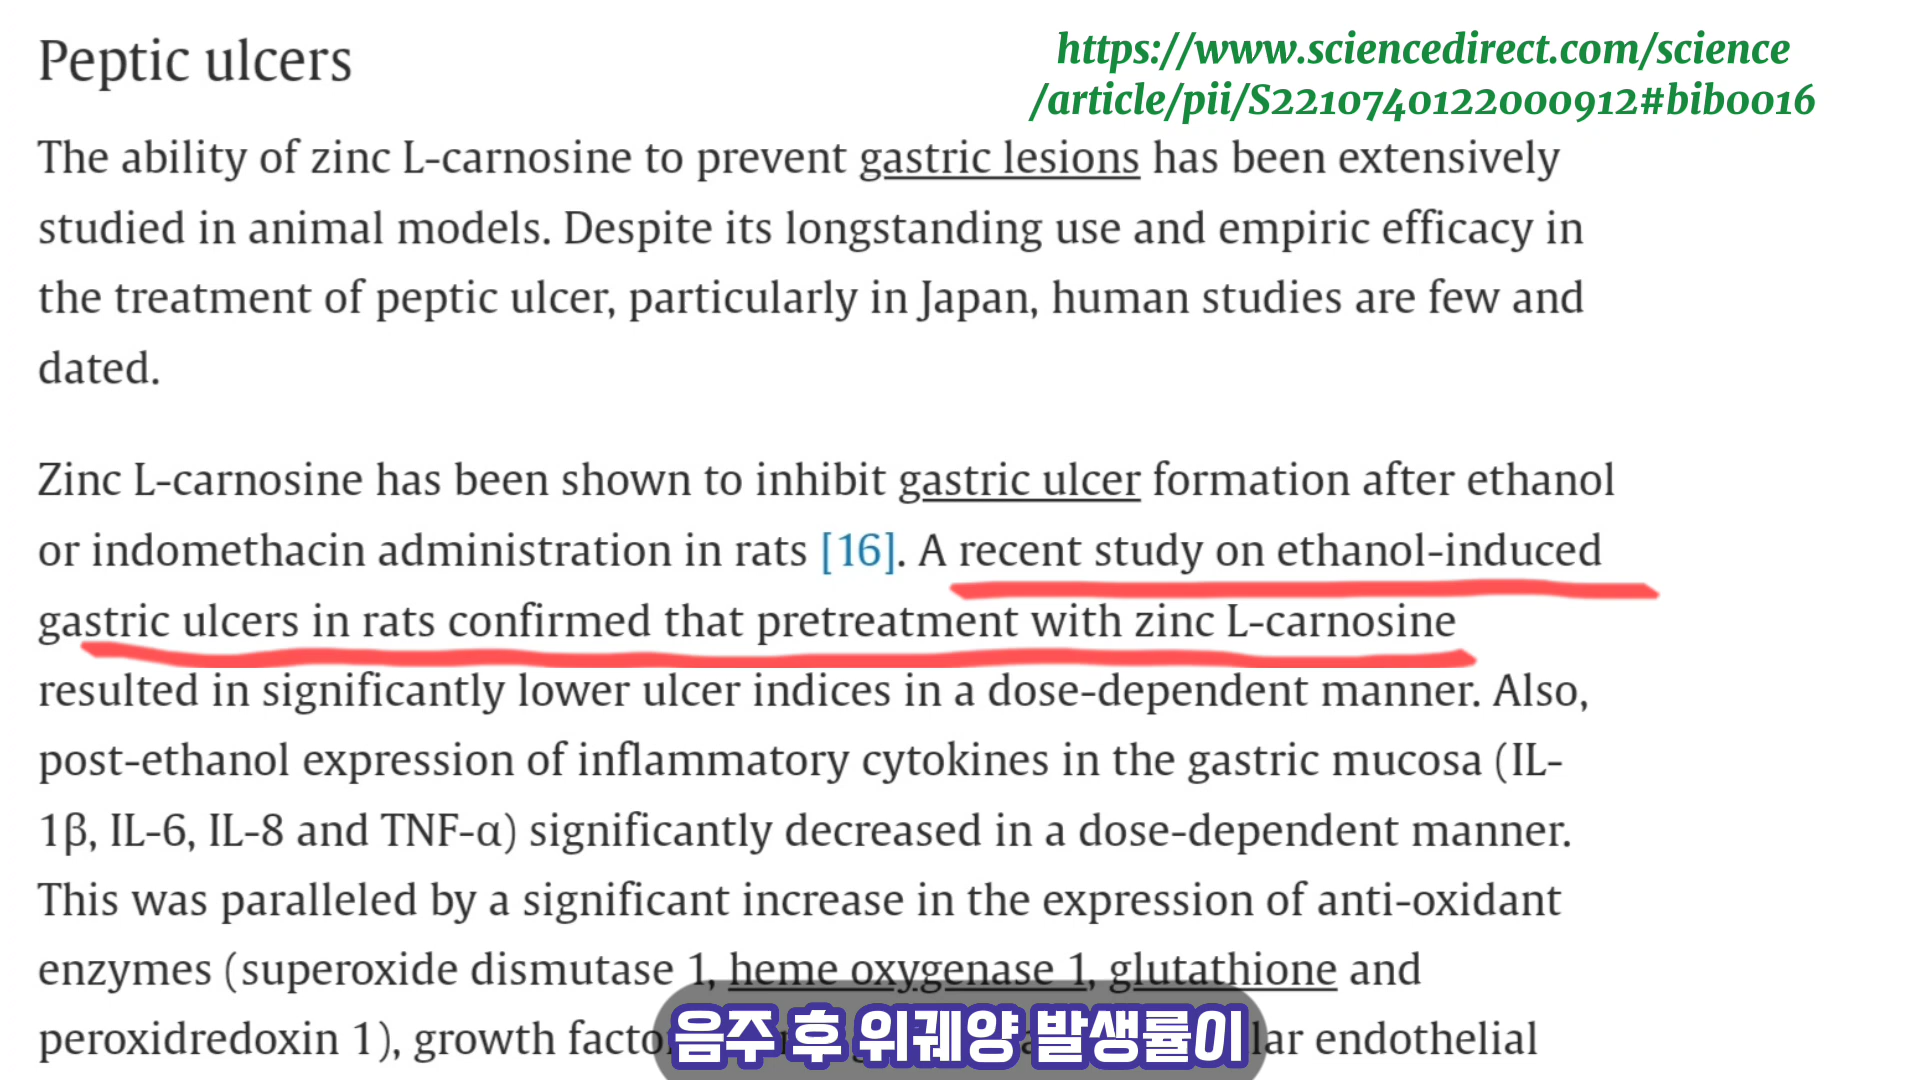 Peptic ulcers
https://www.sciencedirect.com/science
/article/pii/S2210740122000912#bib0016
The ability of zinc L-carnosine to prevent gastric lesions has been extensively
studied in animal models. Despite its longstanding use and empiric efficacy in
the treatment of peptic ulcer, particularly in Japan, human studies are few and
dated.
Zinc L-carnosine has been shown to inhibit gastric ulcer formation after ethanol
or indomethacin administration in rats [16]. A recent study on ethanol-induced
gastric ulcers in rats confirmed that pretreatment with zinc L-carnosine
resulted in significantly lower ulcer indices in a dose-dependent manner. Also,
post-ethanol expression of inflammatory cytokines in the gastric mucosa (IL-
1β, IL-6, IL-8 and TNF-α) significantly decreased in a dose-dependent manner.
This was paralleled by a significant increase in the expression of anti-oxidant
enzymes (superoxide dismutase 1, heme oxygenase 1, glutathione and
peroxidredoxin 1), growth endothelial
음주 후 위궤양 발생률이